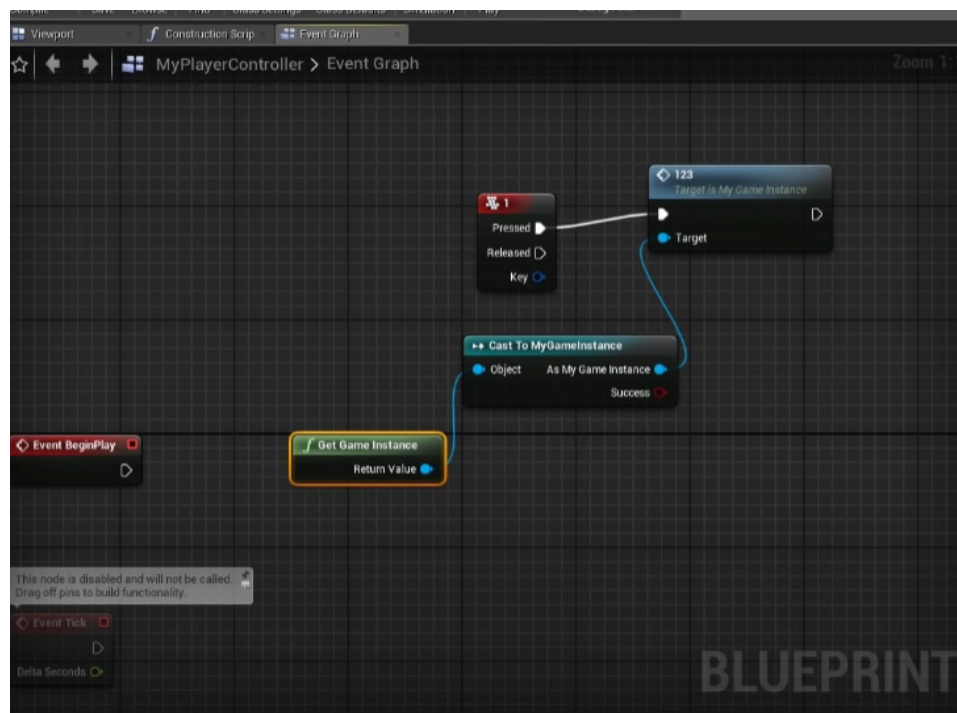 Viewport
Construction Scrip
Event Graph
MyPlayerController > Event Graph
Zoom 1:
123
Target is My Game Instance
Target
1
Pressed
Released
Key
Cast To MyGameInstance
Object
As My Game Instance
Success
Event BeginPlay
Get Game Instance
Return Value
This node is disabled and will not be called.
Drag off pins to build functionality.
Event Tick
Delta Seconds
BLUEPRINT